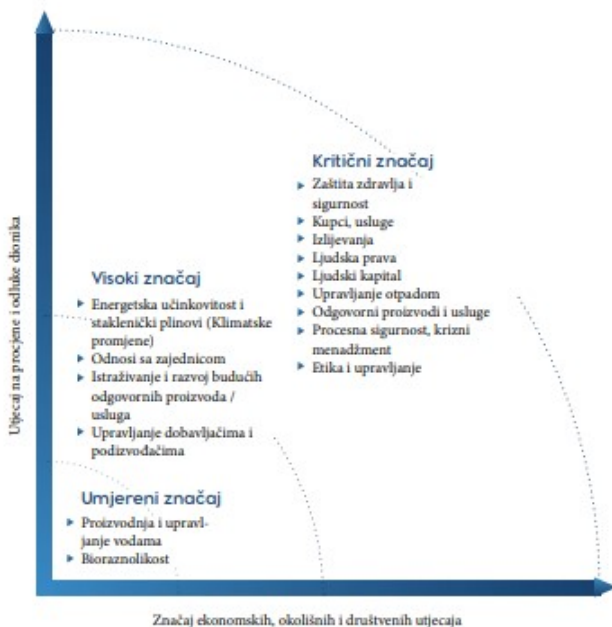 Utjecaj na procjene i odluke dionika
Kritični značaj
Zaštita zdravlja i
sigurnost
Kupci, usluge
Izlijevanja
Ljudska prava
Ljudski kapital
Upravljanje otpadom
Odgovorni proizvodi i usluge
Procesna sigurnost, krizni
menadžment
Etika i upravljanje
Visoki značaj
Energetska učinkovitost i
staklenički plinovi (Klimatske
promjene)
Odnosi sa zajednicom
Istraživanje i razvoj budućih
odgovornih proizvoda /
usluga
Upravljanje dobavljačima i
podizvođačima
Umjereni značaj
Proizvodnja i uprav-
janje vodama
Bioraznolikost
Značaj ekonomskih, okolišnih i društvenih utjecaja